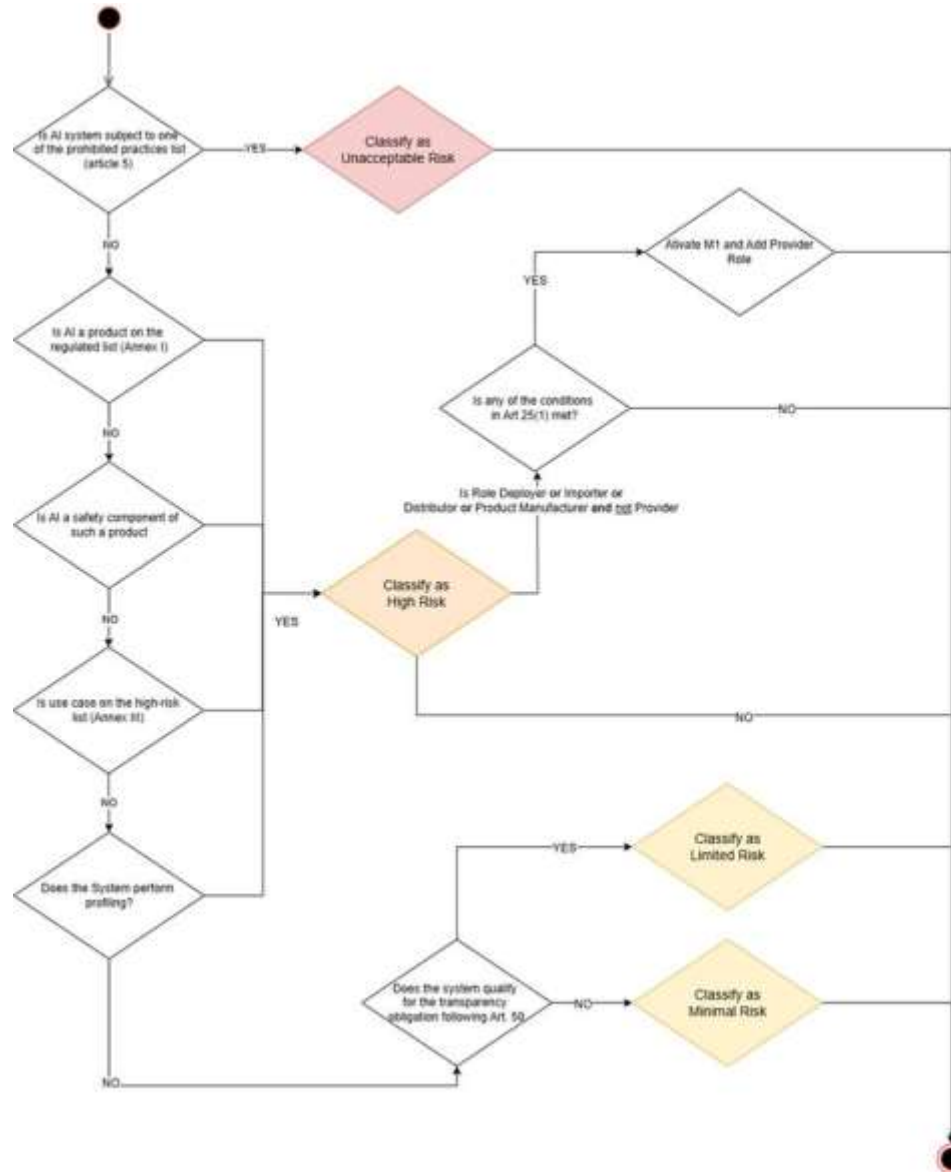 Is AI system subject to one
of the prohibited practices list
(article 5)
YES
Classify as
Unacceptable Risk
NO
Ativate M1 and Add Provider
Role
YES
Is AI a product on the
regulated list (Annex I)
Is any of the conditions
in Art 25(1) met?
NO
NO
Is AI a safety component of
such a product
Is Role Deployer or Importer or
Distributor or Product Manufacturer and not Provider
Classify as
High Risk
YES
NO
Is use case on the high-risk
list (Annex III)
NO
NO
Does the System perform
profiling?
YES
Classify as
Limited Risk
Does the system qualify
for the transparency
obligation following Art. 50
NO
Classify as
Minimal Risk
NO